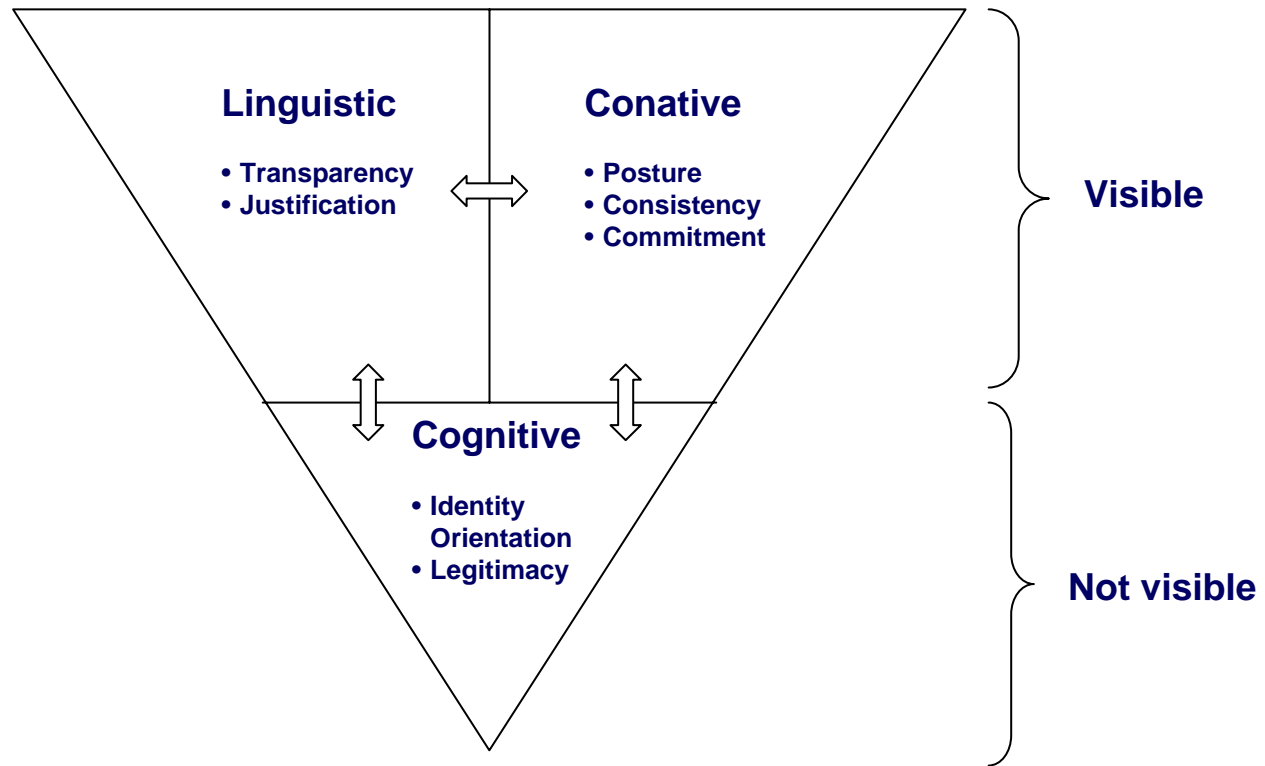 Linguistic
• Transparency
• Justification
Conative
• Posture
• Consistency
• Commitment
Visible
Cognitive
• Identity
Orientation
• Legitimacy
Not visible